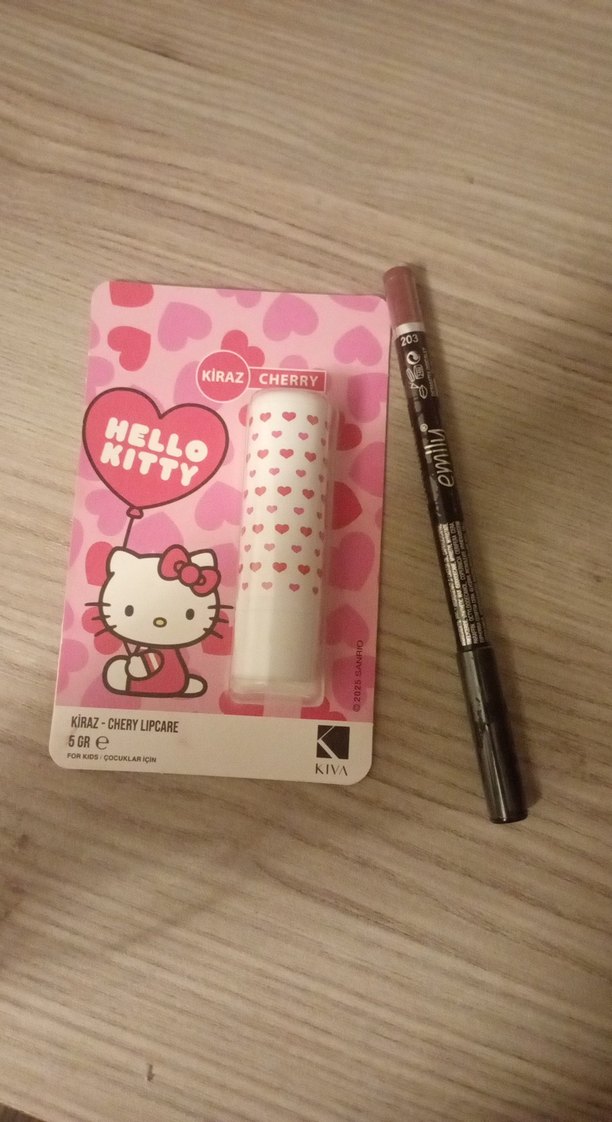 KİRAZ CHERRY
HELLO
KITTY
© 2025 SANRIO
KİRAZ - CHERY LIPCARE
5 GR ℮
FOR KIDS · ÇOCUKLAR İÇİN
KIVA
203
emily